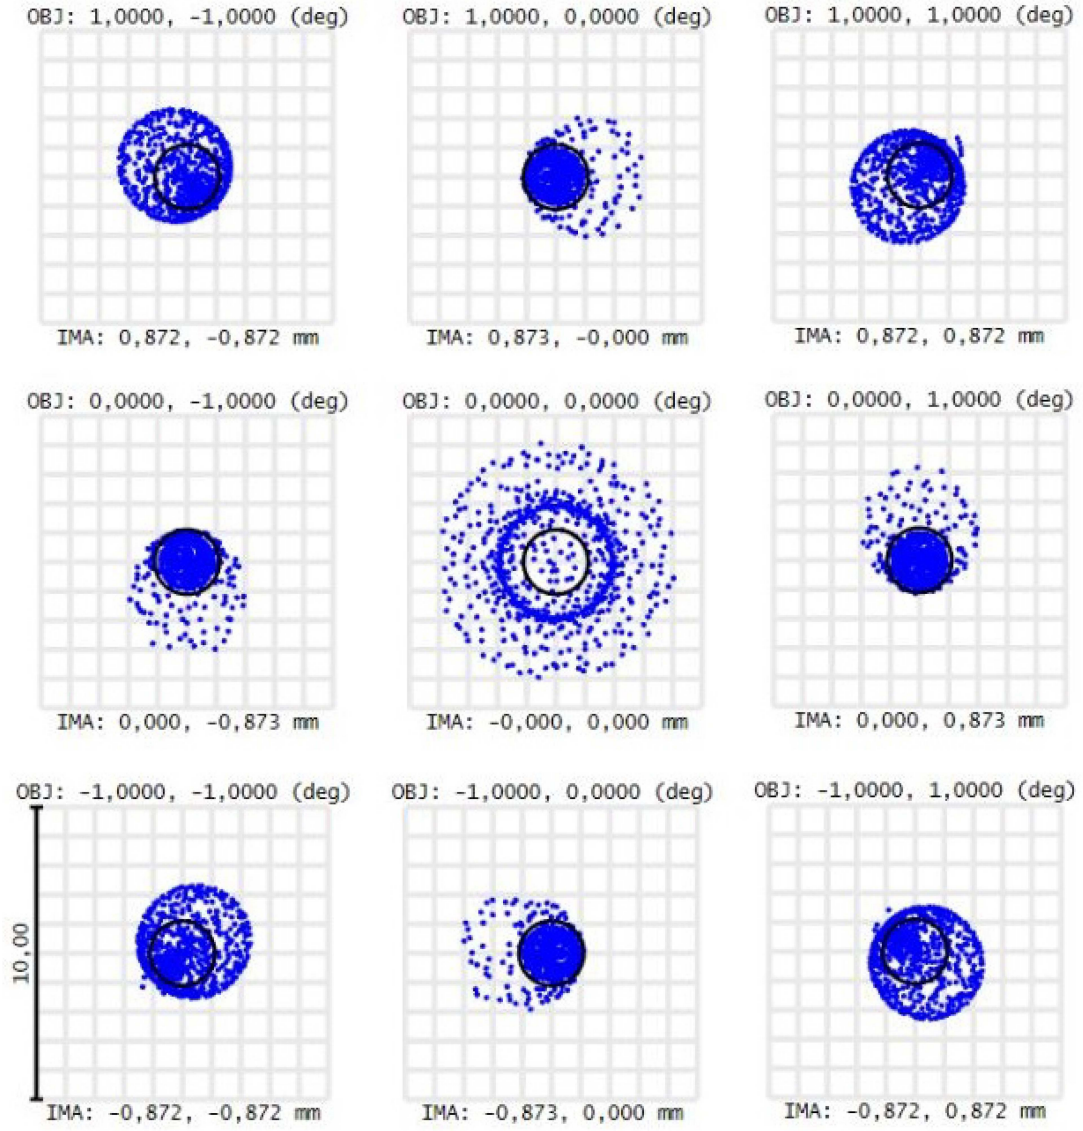 OBJ: 1,0000, -1,0000 (deg)
OBJ: 1,0000, 0,0000 (deg)
OBJ: 1,0000, 1,0000 (deg)
IMA: 0,872, -0,872 mm
IMA: 0,873, -0,000 mm
IMA: 0,872, 0,872 mm
OBJ: 0,0000, -1,0000 (deg)
OBJ: 0,0000, 0,0000 (deg)
OBJ: 0,0000, 1,0000 (deg)
IMA: 0,000, -0,873 mm
IMA: -0,000, 0,000 mm
IMA: 0,000, 0,873 mm
OBJ: -1,0000, -1,0000 (deg)
OBJ: -1,0000, 0,0000 (deg)
OBJ: -1,0000, 1,0000 (deg)
10,00
IMA: -0,872, -0,872 mm
IMA: -0,873, 0,000 mm
IMA: -0,872, 0,872 mm